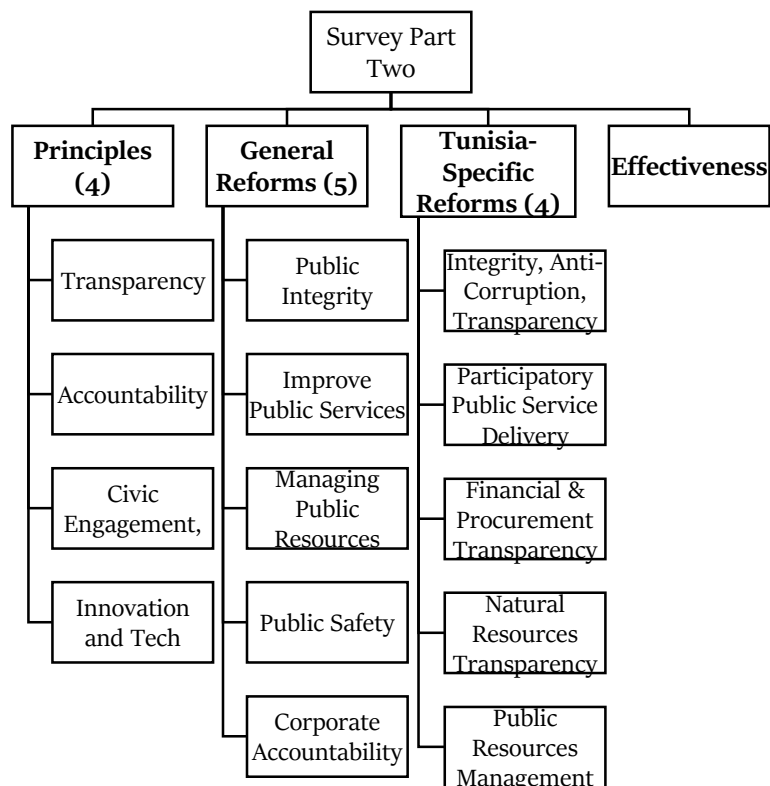 Survey Part
Two
Principles
(4)
General
Reforms (5)
Tunisia-
Specific
Reforms (4)
Effectiveness
Transparency
Accountability
Civic
Engagement,
Innovation
and Tech
Public
Integrity
Improve
Public Services
Managing
Public
Resources
Public Safety
Corporate
Accountability
Integrity, Anti-
Corruption,
Transparency
Participatory
Public Service
Delivery
Financial &
Procurement
Transparency
Natural
Resources
Transparency
Public
Resources
Management